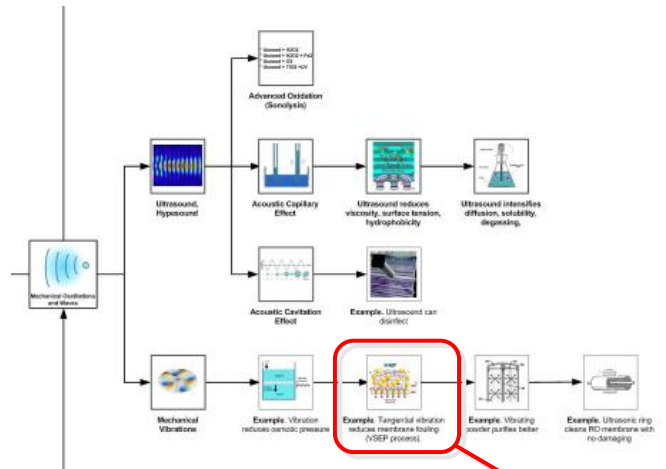 Advanced Oxidation
(Sonolysis)
Ultrasound,
Hypesound
Acoustic Capillary
Effect
Ultrasound reduces
viscosity, surface tension,
hydrophobicity
Ultrasound intensifies
diffusion, solubility,
degassing,
Mechanical Oscillations
and Waves
Acoustic Cavitation
Effect
Example. Ultrasound can
disinfect
Mechanical
Vibrations
Example. Vibration
reduces osmotic pressure
Example. Tangential vibration
reduces membrane fouling
(VSEP process).
Example. Vibrating
powder purifies better
Example. Ultrasonic ring
cleans RO membrane with
no damaging